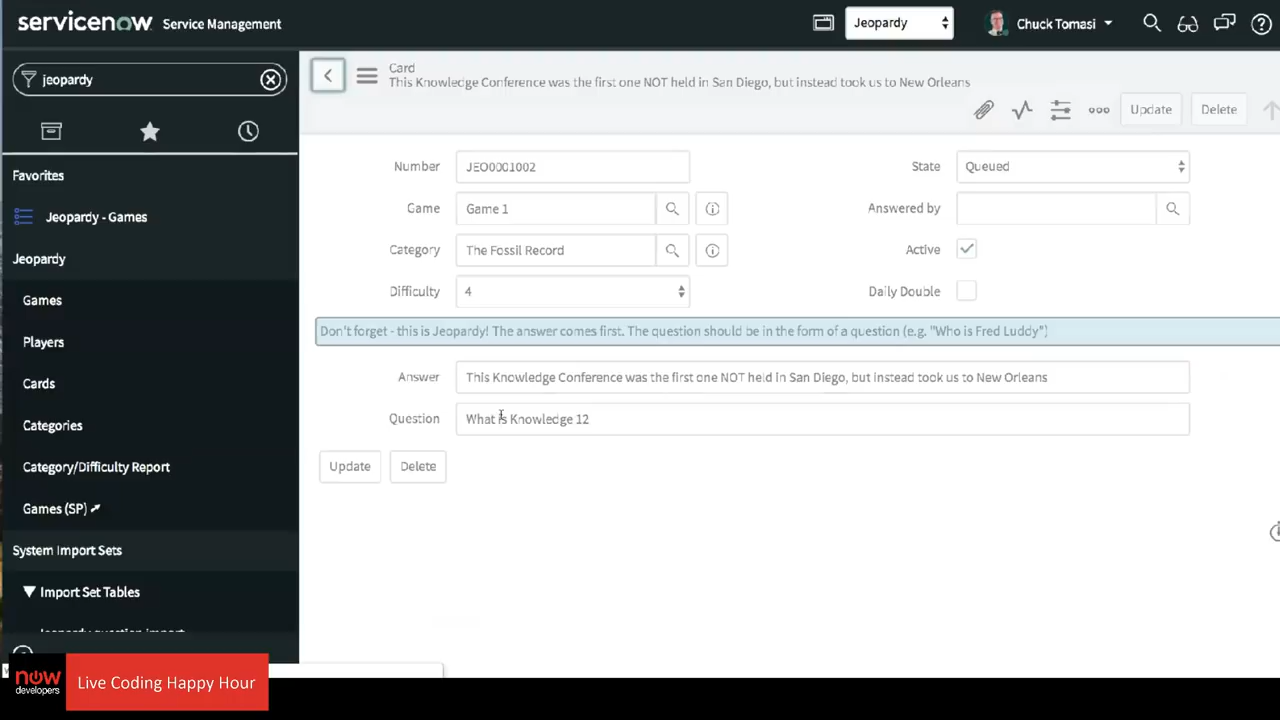 servicenow Service Management
Jeopardy
Chuck Tomasi
jeopardy
Favorites
Jeopardy - Games
Jeopardy
Games
Players
Cards
Categories
Category/Difficulty Report
Games (SP)
System Import Sets
Import Set Tables
Jeopardy question import
Card
This Knowledge Conference was the first one NOT held in San Diego, but instead took us to New Orleans
Update
Delete
Number JEO0001002
State Queued
Game Game 1
Answered by
Category The Fossil Record
Active
Difficulty 4
Daily Double
Don't forget - this is Jeopardy! The answer comes first. The question should be in the form of a question (e.g. "Who is Fred Luddy")
Answer This Knowledge Conference was the first one NOT held in San Diego, but instead took us to New Orleans
Question What is Knowledge 12
Update
Delete
now
developers
Live Coding Happy Hour